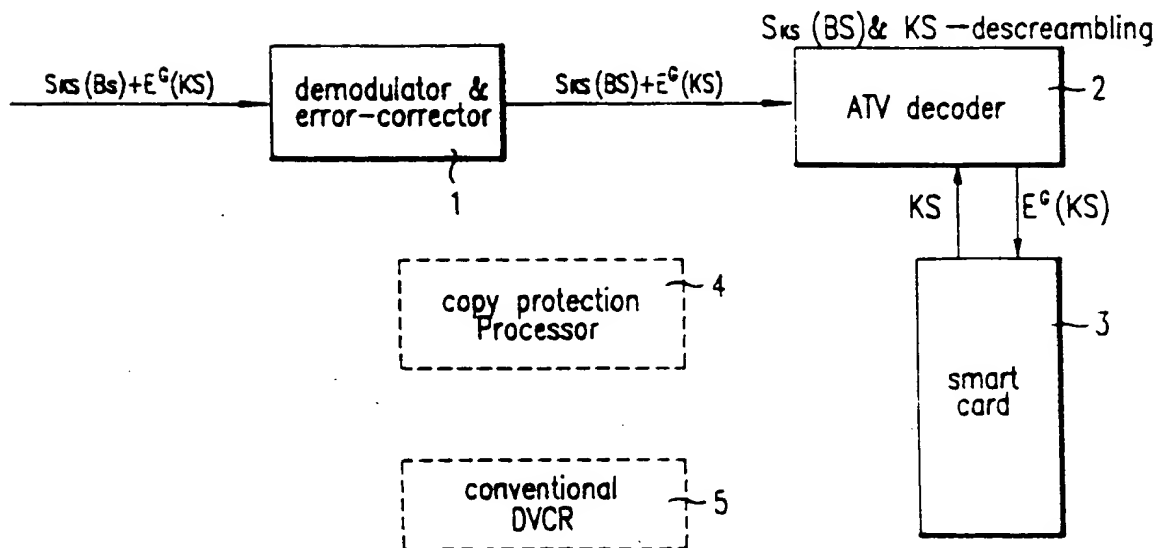 SKS (BS)& KS—descreambling
SKS(Bs)+E^G(KS)
demodulator &
error-corrector
1
SKS(BS)+E^G(KS)
ATV decoder
2
KS
E^G(KS)
copy protection
Processor
4
smart
card
3
conventional
DVCR
5